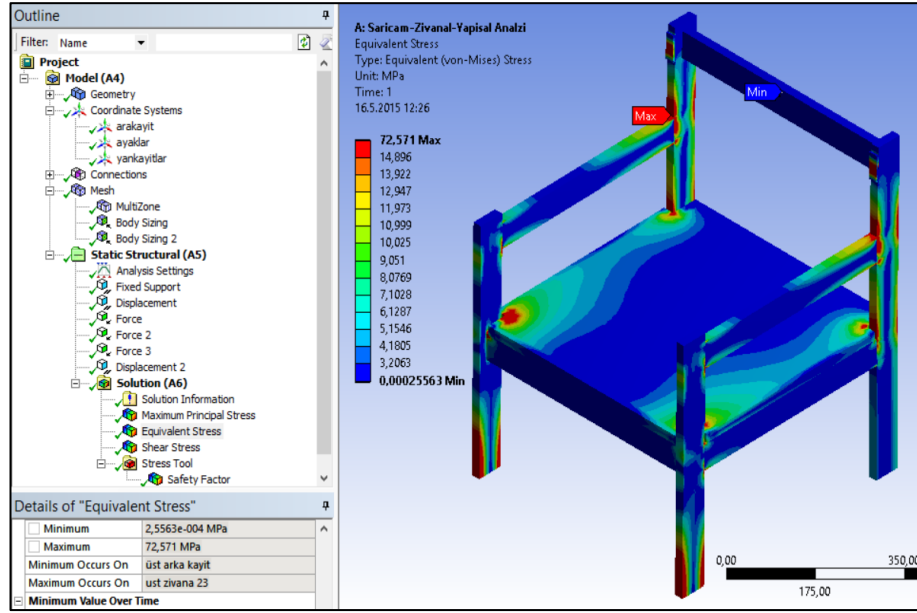 Outline
Filter: Name
Project
Model (A4)
Geometry
Coordinate Systems
arakayit
ayaklar
yankayitlar
Connections
Mesh
MultiZone
Body Sizing
Body Sizing 2
Static Structural (A5)
Analysis Settings
Fixed Support
Displacement
Force
Force 2
Force 3
Displacement 2
Solution (A6)
Solution Information
Maximum Principal Stress
Equivalent Stress
Shear Stress
Stress Tool
Safety Factor
Details of "Equivalent Stress"
Minimum 2,5563e-004 MPa
Maximum 72,571 MPa
Minimum Occurs On üst arka kayit
Maximum Occurs On ust zivana 23
Minimum Value Over Time
A: Saricam-Zivanal-Yapisal Analzi
Equivalent Stress
Type: Equivalent (von-Mises) Stress
Unit: MPa
Time: 1
16.5.2015 12:26
72,571 Max
14,896
13,922
12,947
11,973
10,999
10,025
9,051
8,0769
7,1028
6,1287
5,1546
4,1805
3,2063
0,00025563 Min
Max
Min
0,00 350,00
175,00